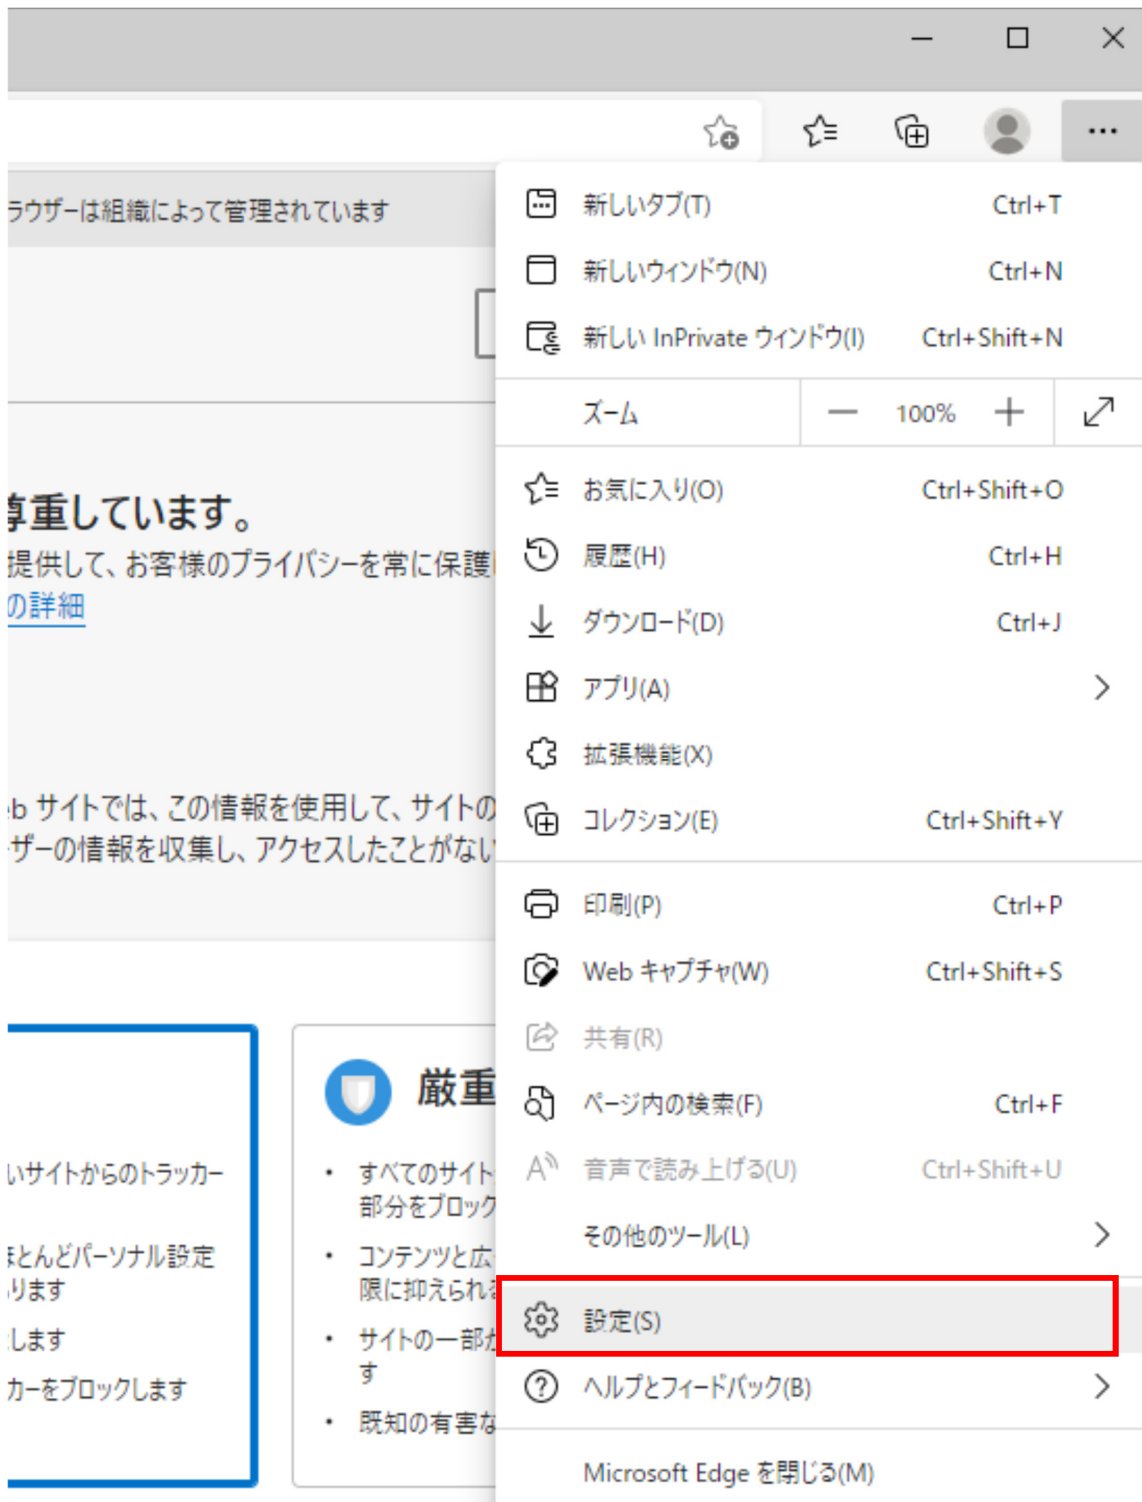 ラウザーは組織によって管理されています
新しいタブ(T) Ctrl+T
新しいウィンドウ(N) Ctrl+N
新しい InPrivate ウィンドウ(I) Ctrl+Shift+N
ズーム 100%
お気に入り(O) Ctrl+Shift+O
履歴(H) Ctrl+H
ダウンロード(D) Ctrl+J
アプリ(A)
拡張機能(X)
コレクション(E) Ctrl+Shift+Y
印刷(P) Ctrl+P
Web キャプチャ(W) Ctrl+Shift+S
共有(R)
ページ内の検索(F) Ctrl+F
音声で読み上げる(U) Ctrl+Shift+U
その他のツール(L)
設定(S)
ヘルプとフィードバック(B)
Microsoft Edge を閉じる(M)
尊重しています。
提供して、お客様のプライバシーを常に保護
の詳細
eb サイトでは、この情報を使用して、サイトの
ーザーの情報を収集し、アクセスしたことがない
いサイトからのトラッカー
ほとんどパーソナル設定
ります
します
カーをブロックします
厳重
・ すべてのサイト
部分をブロック
・ コンテンツと広
限に抑えられ
・ サイトの一部が
す
・ 既知の有害な